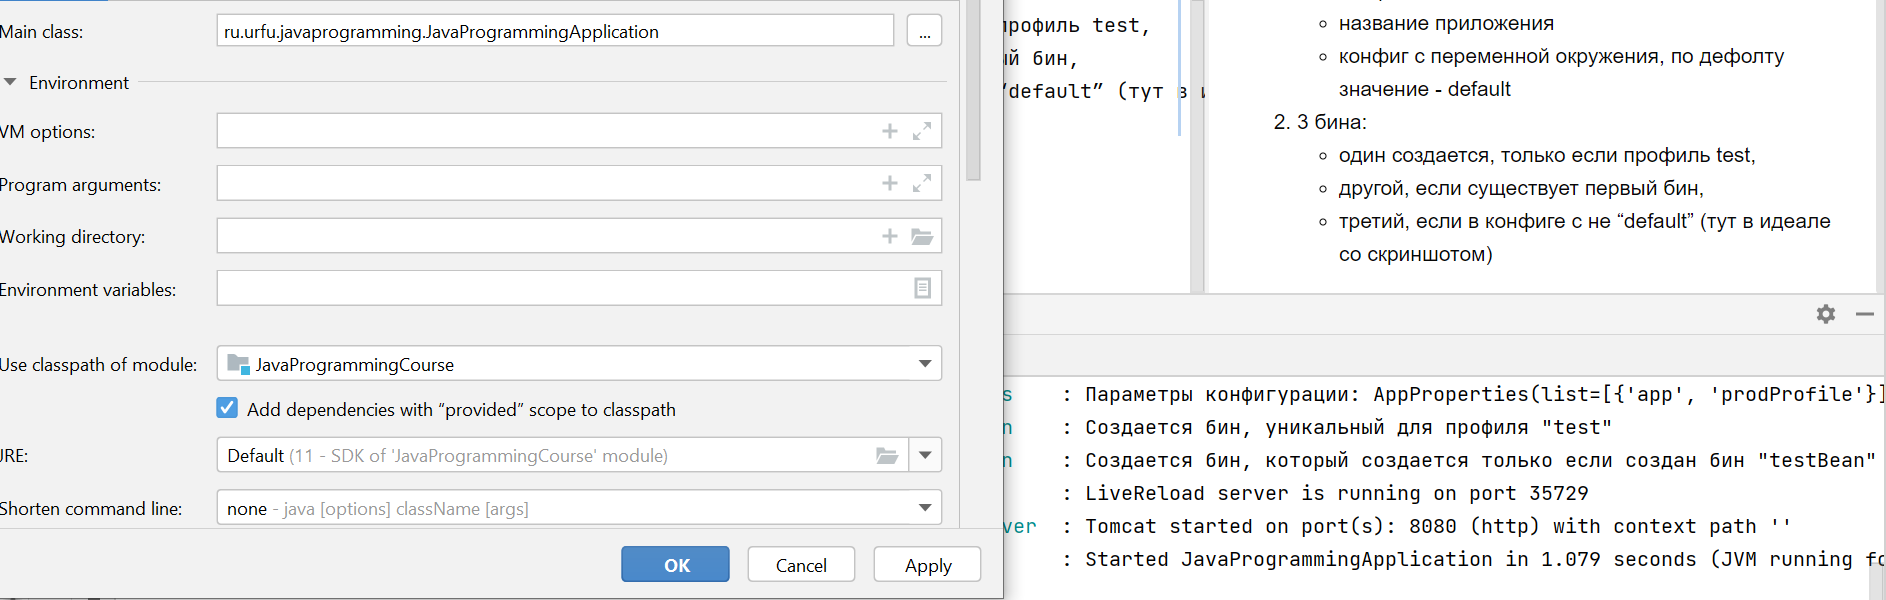 Main class:
ru.urfu.javaprogramming.JavaProgrammingApplication
...
Environment
VM options:
Program arguments:
Working directory:
Environment variables:
Use classpath of module:
JavaProgrammingCourse
Add dependencies with “provided” scope to classpath
JRE:
Default (11 - SDK of 'JavaProgrammingCourse' module)
Shorten command line:
none - java [options] className [args]
OK
Cancel
Apply
профиль test,
ый бин,
“default” (тут в и
название приложения
конфиг с переменной окружения, по дефолту
значение - default
2. 3 бина:
один создается, только если профиль test,
другой, если существует первый бин,
третий, если в конфиге с не “default” (тут в идеале
со скриншотом)
s : Параметры конфигурации: AppProperties(list=[{'app', 'prodProfile'}]
n : Создается бин, уникальный для профиля "test"
n : Создается бин, который создается только если создан бин "testBean"
: LiveReload server is running on port 35729
ver : Tomcat started on port(s): 8080 (http) with context path ''
: Started JavaProgrammingApplication in 1.079 seconds (JVM running fo